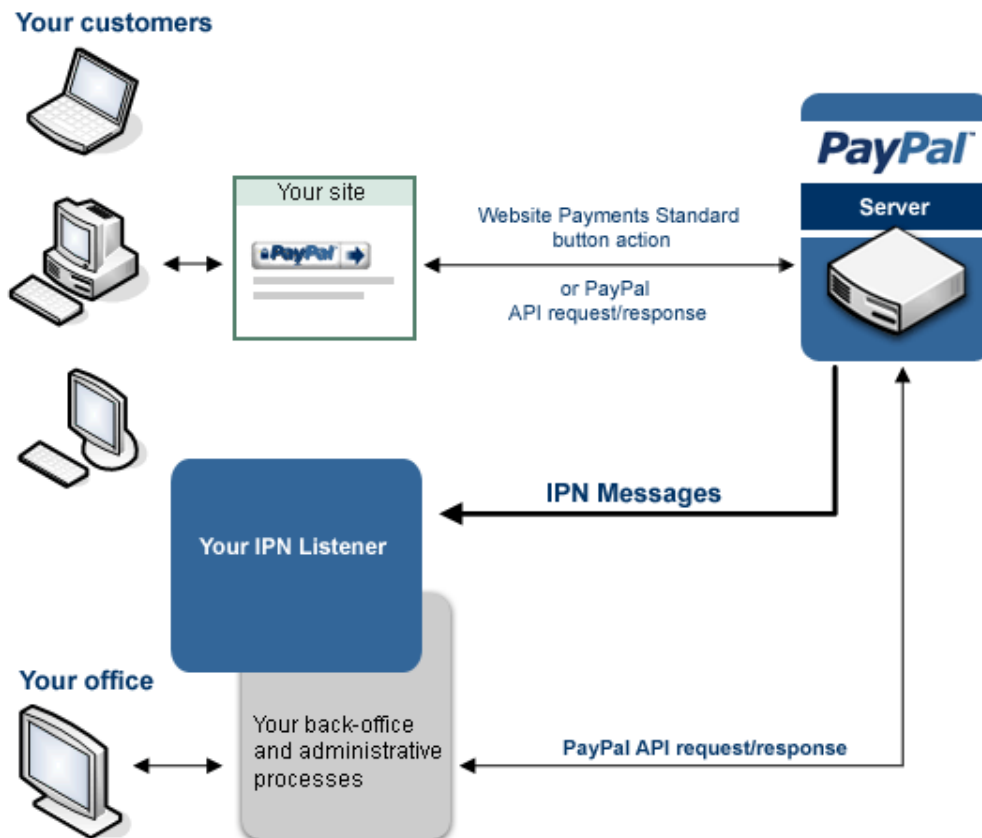 Your customers
PayPal™
Server
Your site
PayPal
Website Payments Standard
button action
or PayPal
API request/response
IPN Messages
Your IPN Listener
Your office
Your back-office
and administrative
processes
PayPal API request/response